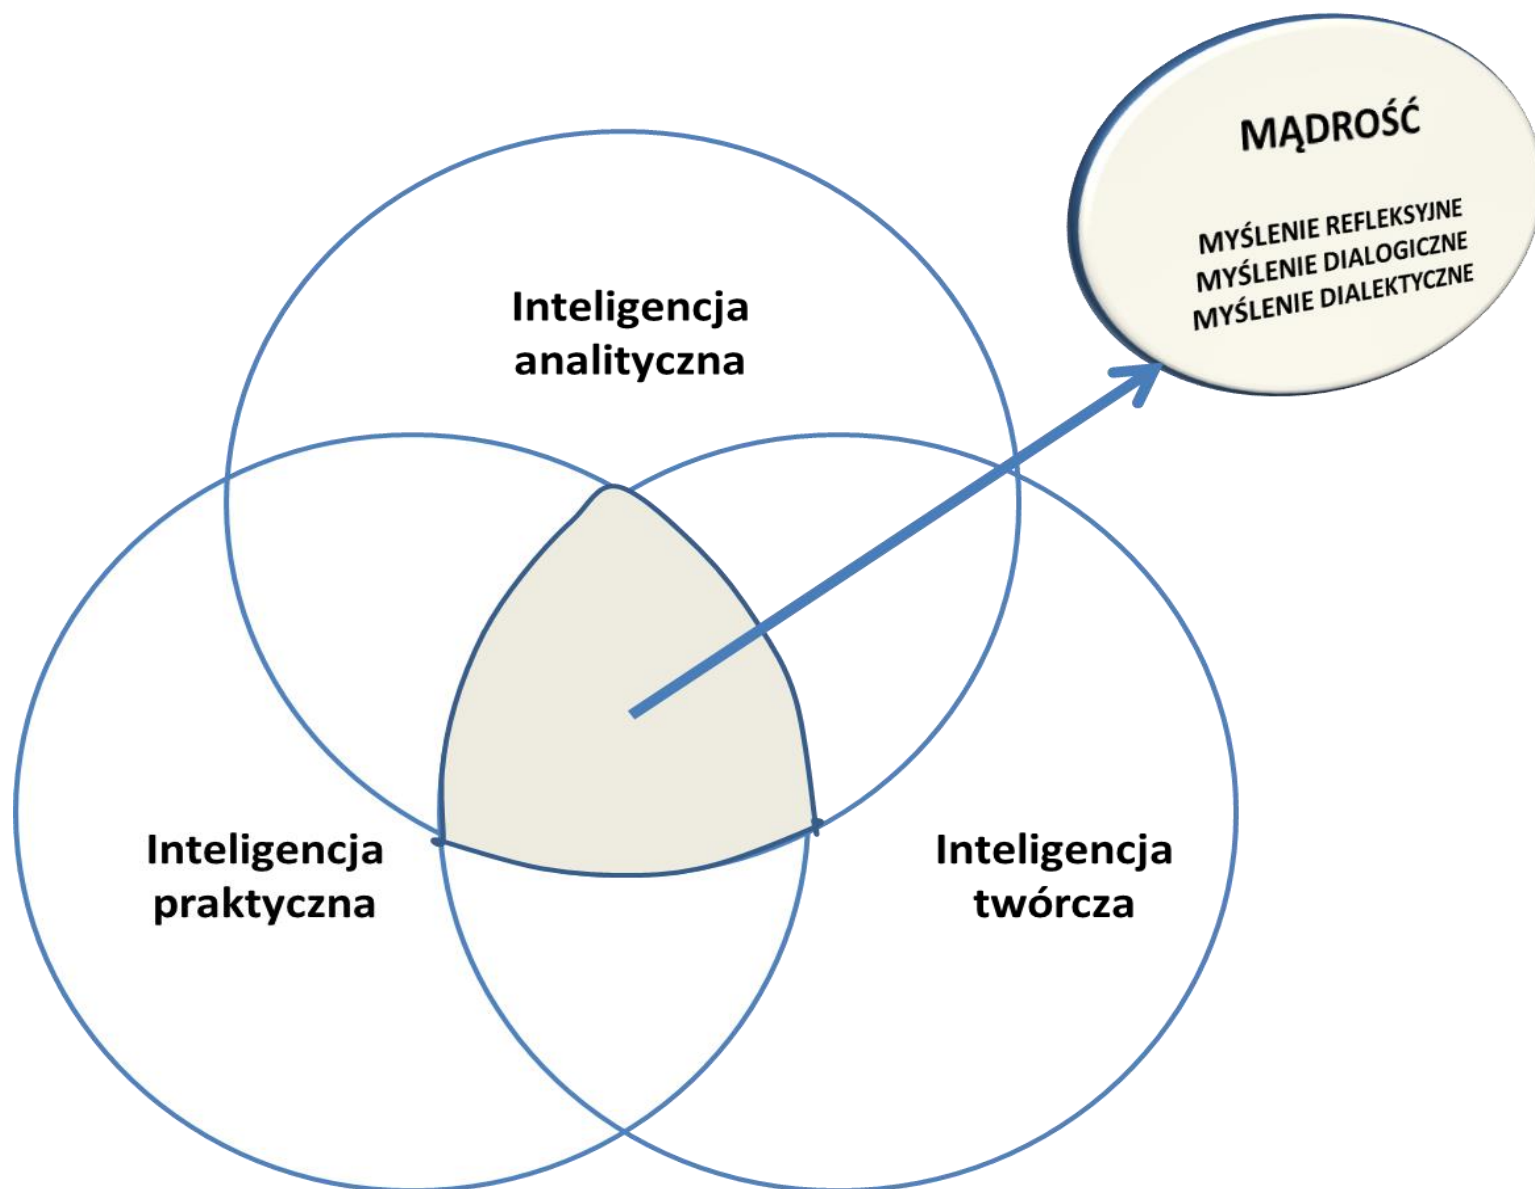 MĄDROŚĆ
MYŚLENIE REFLEKSYJNE
MYŚLENIE DIALOGICZNE
MYŚLENIE DIALEKTYCZNE
Inteligencja
analityczna
Inteligencja
praktyczna
Inteligencja
twórcza